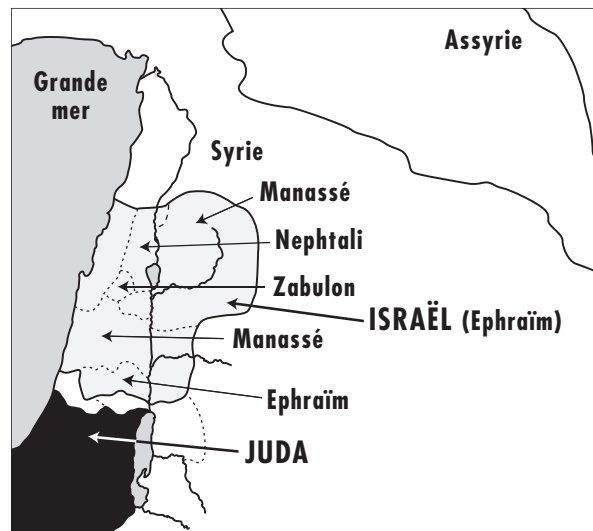 Assyrie
Grande
mer
Syrie
Manassé
Nephtali
Zabulon
ISRAËL (Ephraïm)
Manassé
Ephraïm
JUDA